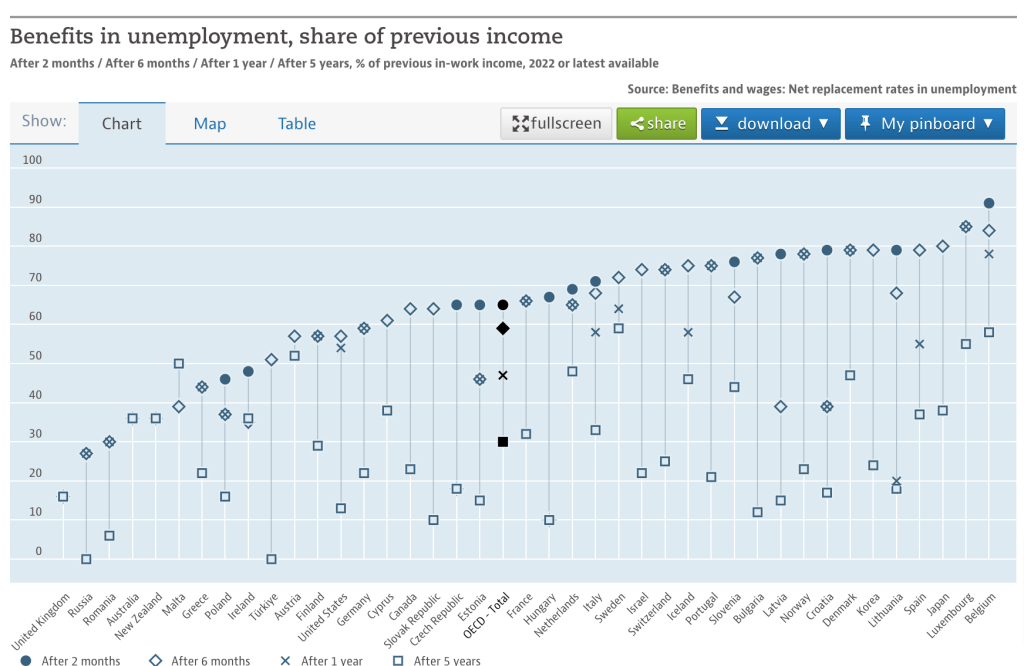 Benefits in unemployment, share of previous income
After 2 months / After 6 months / After 1 year / After 5 years, % of previous in-work income, 2022 or latest available
Source: Benefits and wages: Net replacement rates in unemployment
Show:
Chart
Map
Table
fullscreen
share
download ▼
My pinboard ▼
100
90
80
70
60
50
40
30
20
10
0
United Kingdom
Russia
Romania
Australia
New Zealand
Malta
Greece
Poland
Ireland
Türkiye
Austria
Finland
United States
Germany
Cyprus
Canada
Slovak Republic
Czech Republic
Estonia
OECD - Total
France
Hungary
Netherlands
Italy
Sweden
Israel
Switzerland
Iceland
Portugal
Slovenia
Bulgaria
Latvia
Norway
Croatia
Denmark
Korea
Lithuania
Spain
Japan
Luxembourg
Belgium
After 2 months
After 6 months
After 1 year
After 5 years